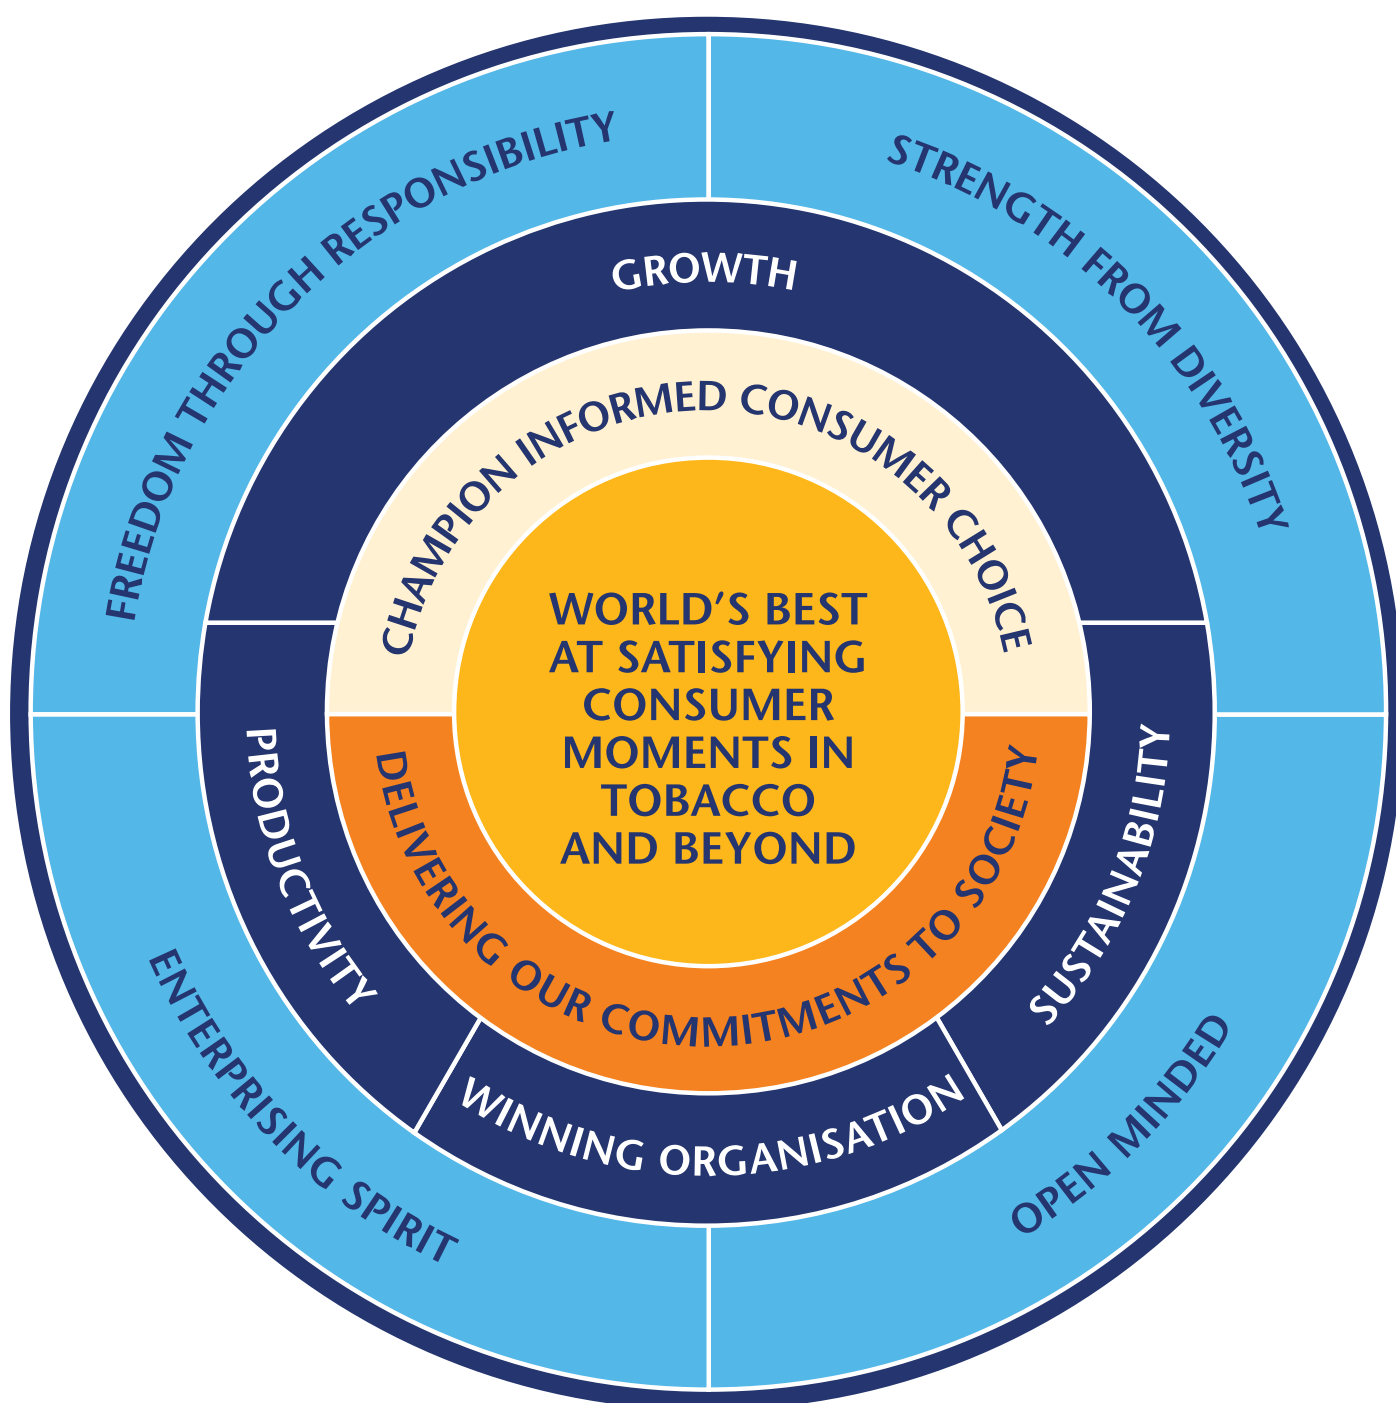 FREEDOM THROUGH RESPONSIBILITY
STRENGTH FROM DIVERSITY
GROWTH
CHAMPION INFORMED CONSUMER CHOICE
WORLD’S BEST
AT SATISFYING
CONSUMER
MOMENTS IN
TOBACCO
AND BEYOND
DELIVERING OUR COMMITMENTS TO SOCIETY
PRODUCTIVITY
SUSTAINABILITY
WINNING ORGANISATION
ENTERPRISING SPIRIT
OPEN MINDED